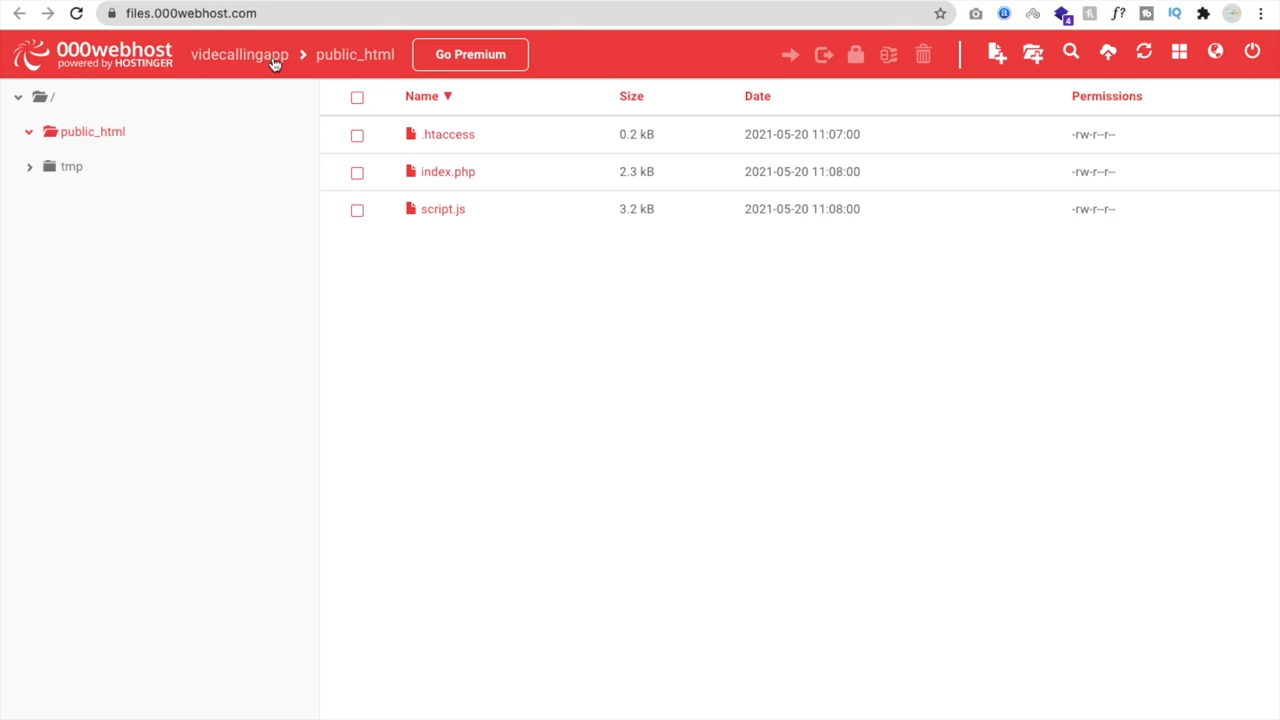 files.000webhost.com
4
f?
IQ
000webhost
powered by HOSTINGER
videcallingapp
public_html
Go Premium
/
public_html
tmp
Name ▼ Size Date Permissions
.htaccess 0.2 kB 2021-05-20 11:07:00 -rw-r--r--
index.php 2.3 kB 2021-05-20 11:08:00 -rw-r--r--
script.js 3.2 kB 2021-05-20 11:08:00 -rw-r--r--